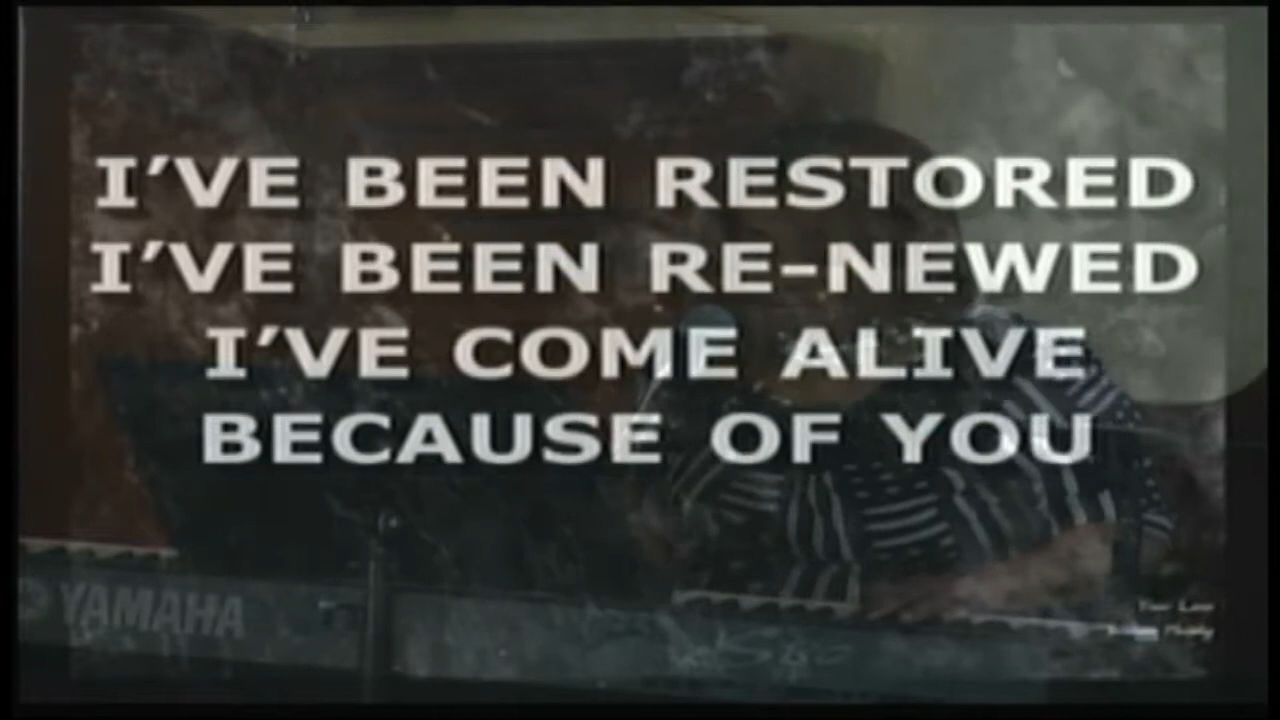 I'VE BEEN RESTORED
I'VE BEEN RE-NEWED
I'VE COME ALIVE
BECAUSE OF YOU
YAMAHA